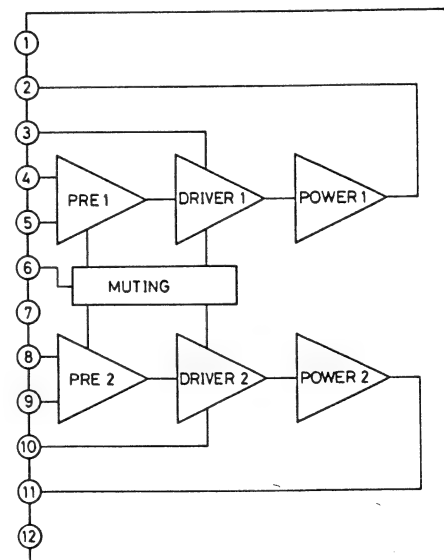 1
2
3
4
PRE 1
DRIVER 1
POWER 1
5
6
MUTING
7
8
PRE 2
DRIVER 2
POWER 2
9
10
11
12